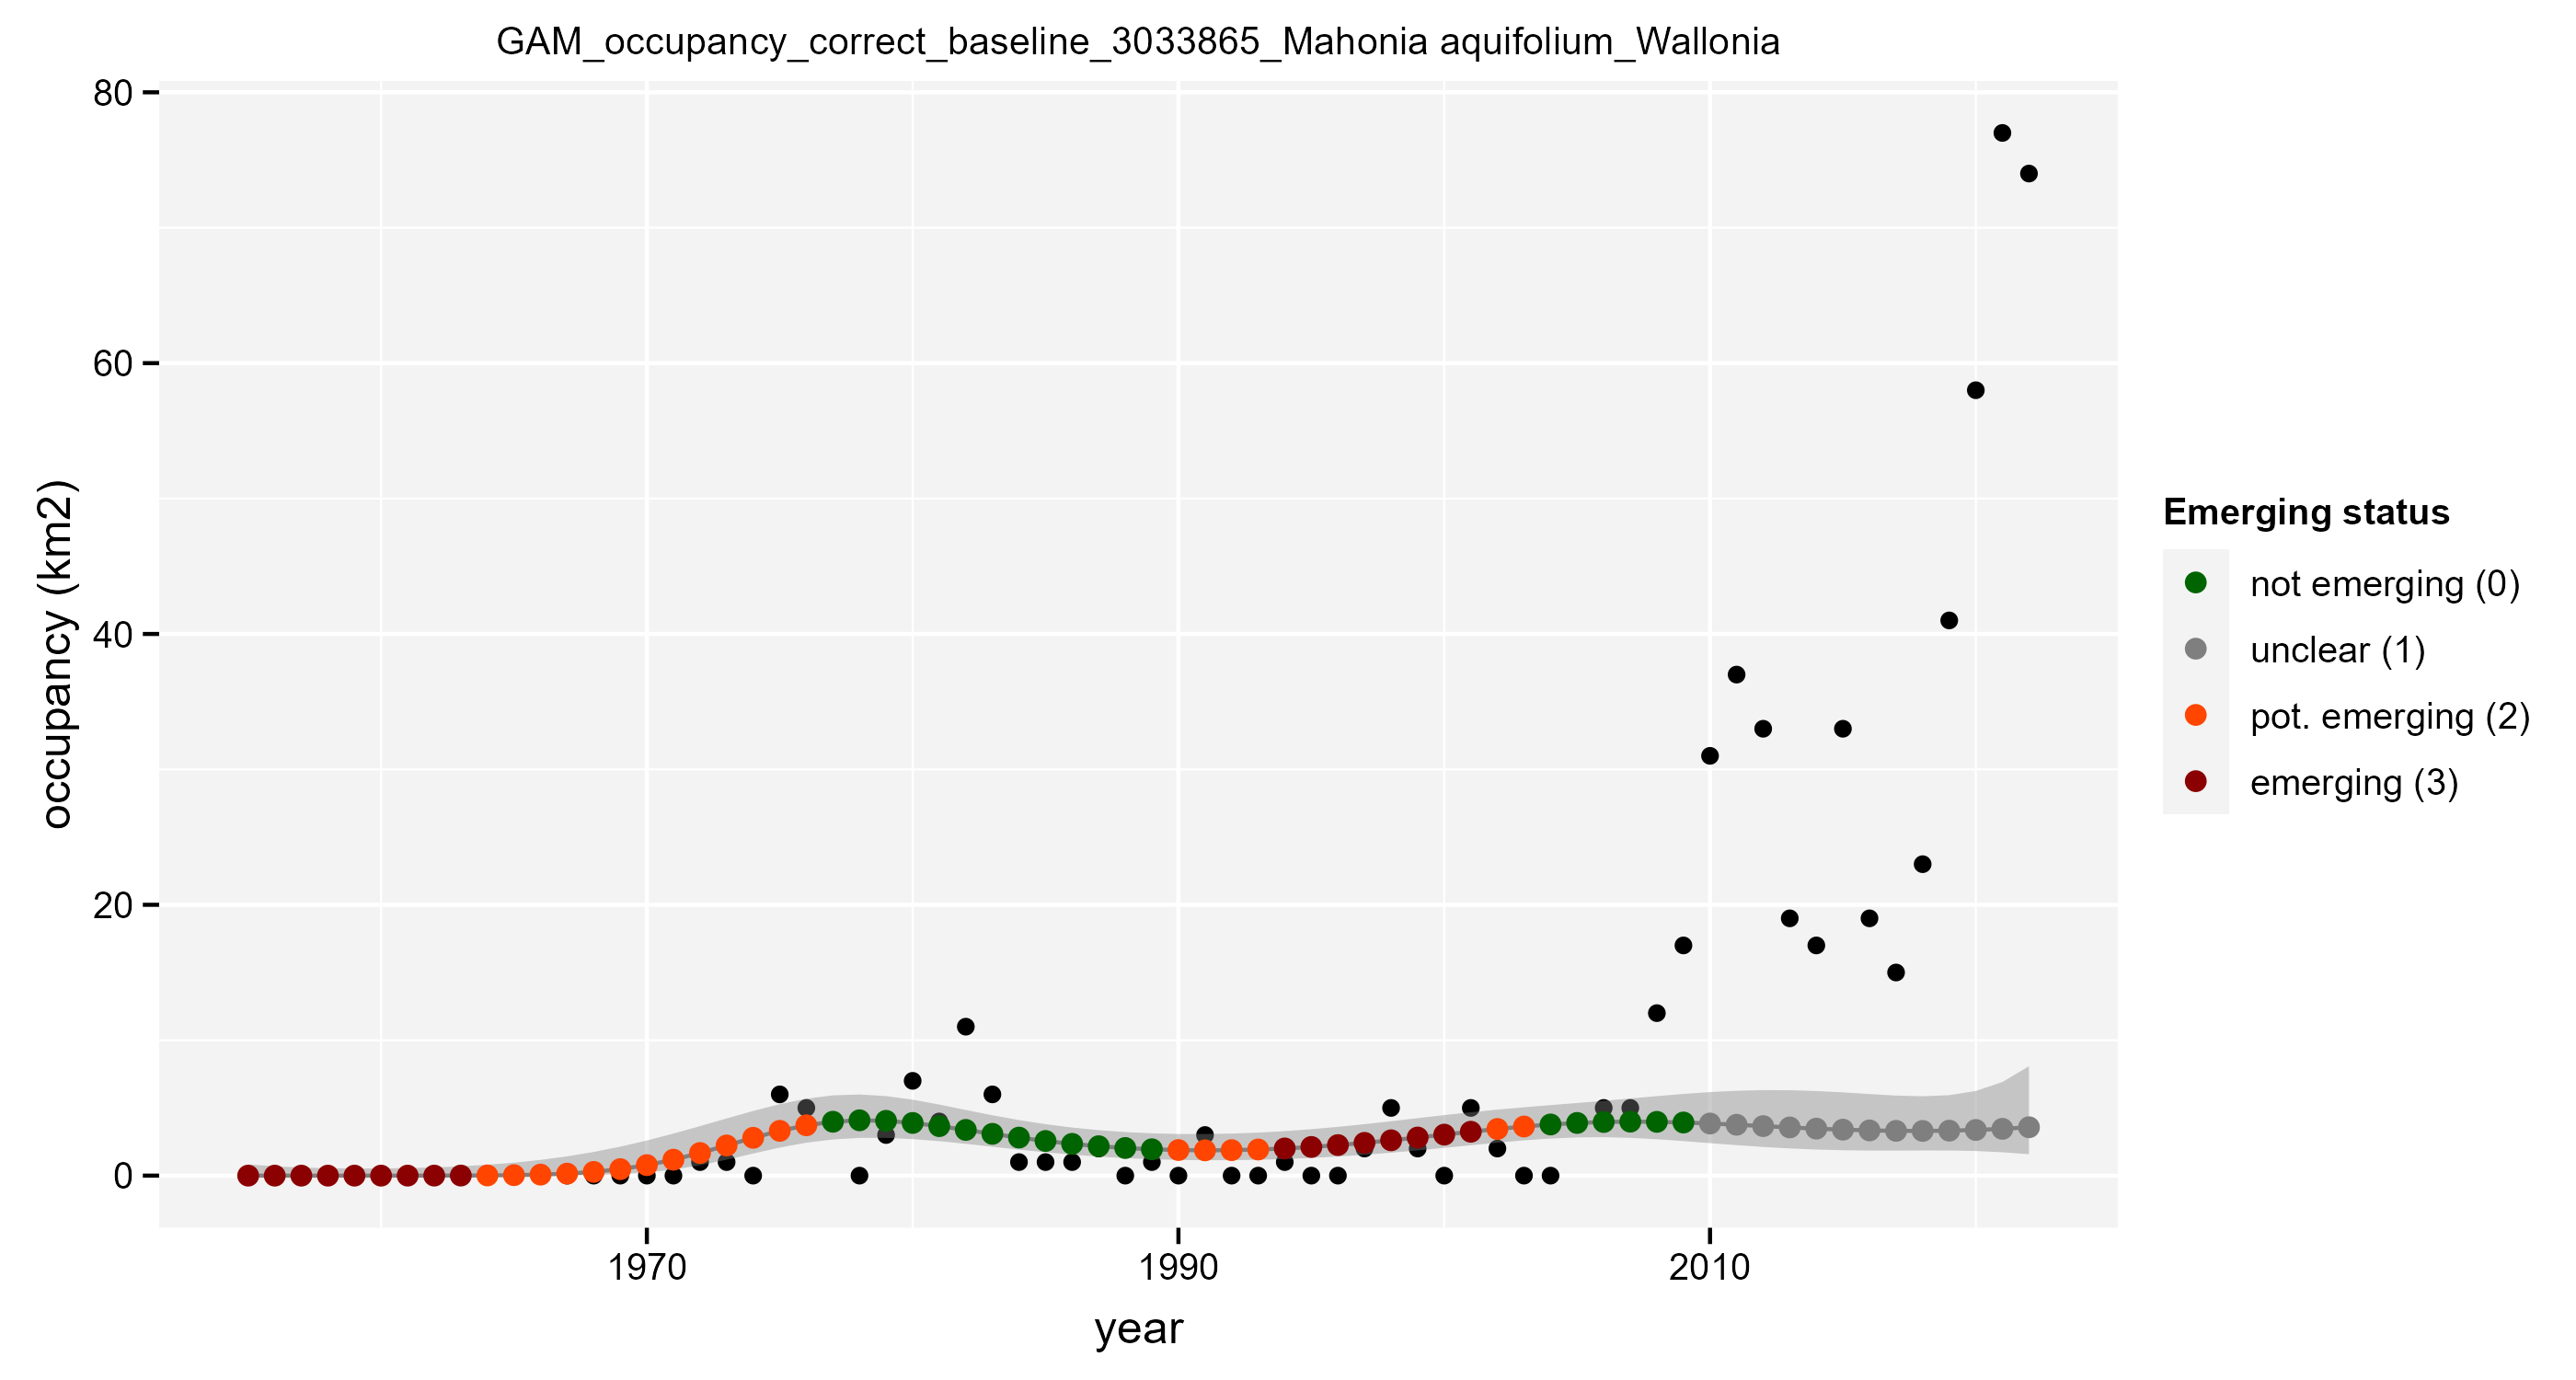 GAM_occupancy_correct_baseline_3033865_Mahonia aquifolium_Wallonia
80
60
40
20
0
occupancy (km2)
1970
1990
2010
year
Emerging status
not emerging (0)
unclear (1)
pot. emerging (2)
emerging (3)